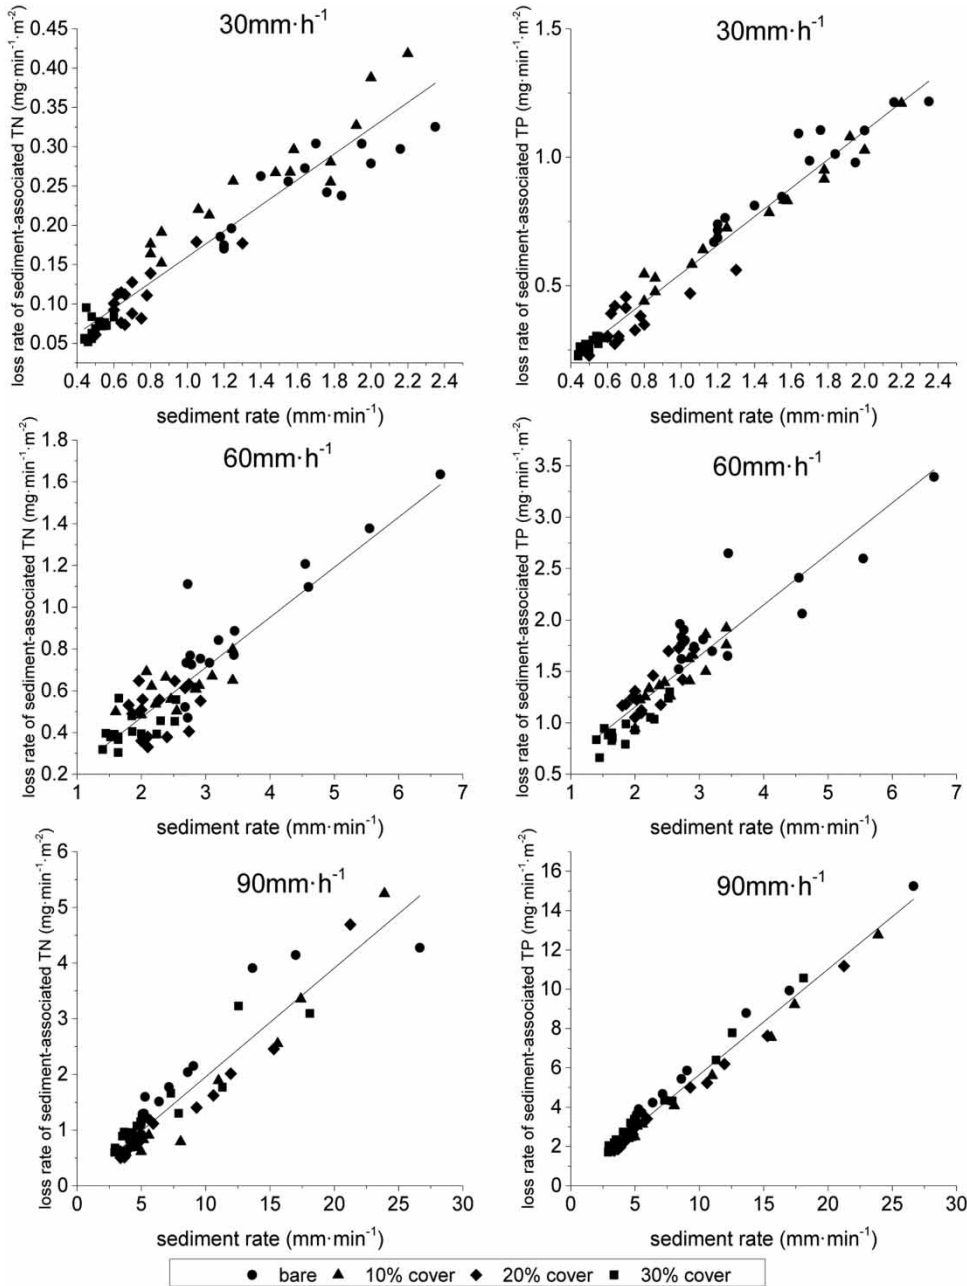 30mm·h⁻¹
loss rate of sediment-associated TN (mg·min⁻¹·m⁻²)
0.45
0.40
0.35
0.30
0.25
0.20
0.15
0.10
0.05
0.4 0.6 0.8 1.0 1.2 1.4 1.6 1.8 2.0 2.2 2.4
sediment rate (mm·min⁻¹)
30mm·h⁻¹
loss rate of sediment-associated TP (mg·min⁻¹·m⁻²)
1.5
1.0
0.5
0.4 0.6 0.8 1.0 1.2 1.4 1.6 1.8 2.0 2.2 2.4
sediment rate (mm·min⁻¹)
60mm·h⁻¹
loss rate of sediment-associated TN (mg·min⁻¹·m⁻²)
1.8
1.6
1.4
1.2
1.0
0.8
0.6
0.4
0.2
1 2 3 4 5 6 7
sediment rate (mm·min⁻¹)
60mm·h⁻¹
loss rate of sediment-associated TP (mg·min⁻¹·m⁻²)
3.5
3.0
2.5
2.0
1.5
1.0
0.5
1 2 3 4 5 6 7
sediment rate (mm·min⁻¹)
90mm·h⁻¹
loss rate of sediment-associated TN (mg·min⁻¹·m⁻²)
6
5
4
3
2
1
0
0 5 10 15 20 25 30
sediment rate (mm·min⁻¹)
90mm·h⁻¹
loss rate of sediment-associated TP (mg·min⁻¹·m⁻²)
16
14
12
10
8
6
4
2
0
0 5 10 15 20 25 30
sediment rate (mm·min⁻¹)
bare 10% cover 20% cover 30% cover